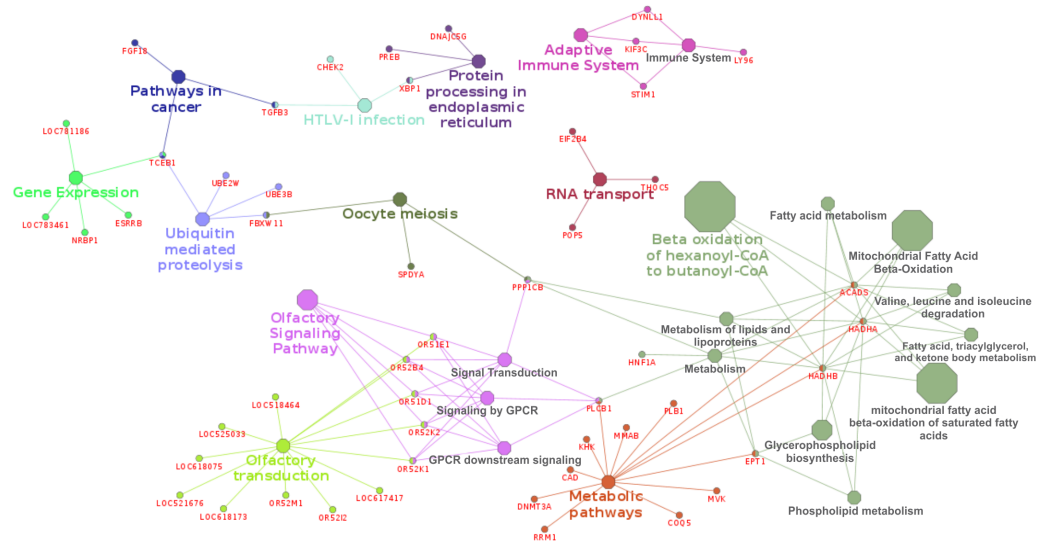 FGF18
Pathways in
cancer
CHEK2
TGFB3
HTLV-I infection
DNAJC5G
PREB
XBP1
Protein
processing in
endoplasmic
reticulum
DYNLL1
Adaptive
Immune System
KIF3C
Immune System
LY96
STIM1
LOC781186
TCEB1
Gene Expression
LOC783461
ESRRB
NRBP1
UBE2W
UBE3B
FBXW11
Ubiquitin
mediated
proteolysis
Oocyte meiosis
SPDYA
PPP1CB
EIF2B4
RNA transport
THOC5
POP5
Beta oxidation
of hexanoyl-CoA
to butanoyl-CoA
Fatty acid metabolism
Mitochondrial Fatty Acid
Beta-Oxidation
ACADS
Valine, leucine and isoleucine
degradation
HADHA
Fatty acid, triacylglycerol,
and ketone body metabolism
Metabolism of lipids and
lipoproteins
HNF1A
Metabolism
HADHB
mitochondrial fatty acid
beta-oxidation of saturated fatty
acids
Glycerophospholipid
biosynthesis
EPT1
Phospholipid metabolism
Olfactory
Signaling
Pathway
OR51E1
OR52B4
Signal Transduction
OR51D1
Signaling by GPCR
OR52K2
GPCR downstream signaling
OR52K1
PLCB1
LOC518464
LOC525033
LOC618075
Olfactory
transduction
LOC521676
LOC618173
OR52M1
OR52I2
LOC617417
PLB1
MMAB
KHK
CAD
DNMT3A
Metabolic
pathways
MVK
COQ5
RRM1